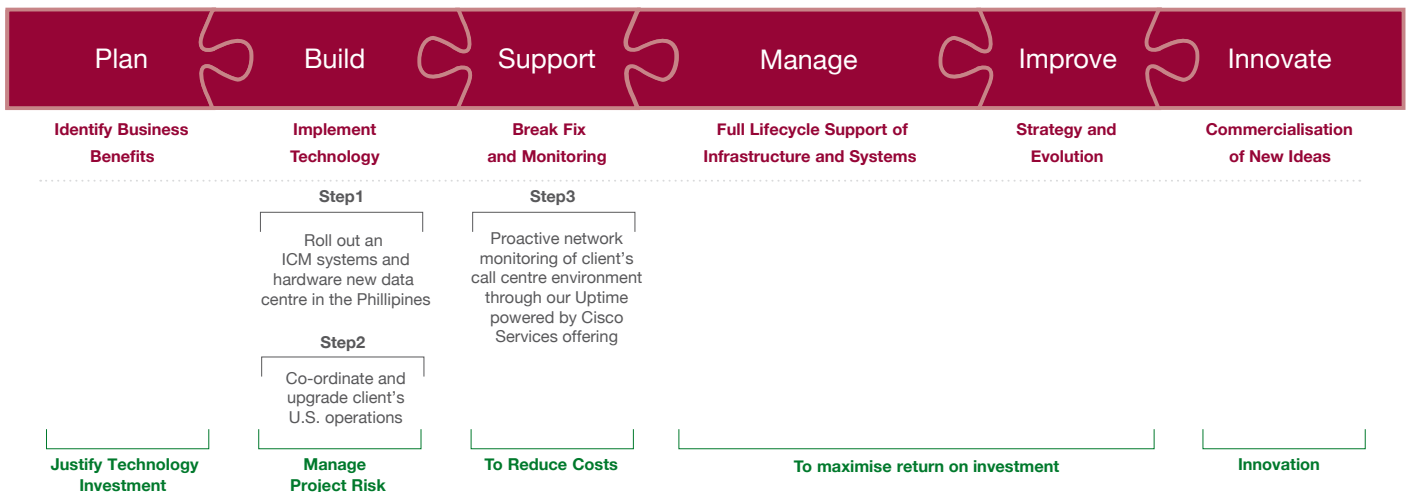 Plan
Build
Support
Manage
Improve
Innovate
Identify Business
Benefits
Implement
Technology
Break Fix
and Monitoring
Full Lifecycle Support of
Infrastructure and Systems
Strategy and
Evolution
Commercialisation
of New Ideas
Step1
Roll out an
ICM systems and
hardware new data
centre in the Phillipines
Step2
Co-ordinate and
upgrade client's
U.S. operations
Step3
Proactive network
monitoring of client's
call centre environment
through our Uptime
powered by Cisco
Services offering
Justify Technology
Investment
Manage
Project Risk
To Reduce Costs
To maximise return on investment
Innovation